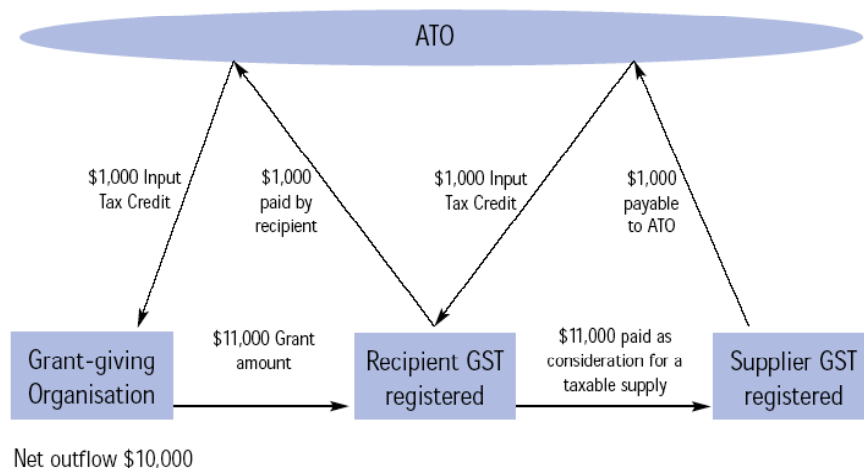 ATO
$1,000 Input
Tax Credit
$1,000
paid by
recipient
$1,000 Input
Tax Credit
$1,000
payable
to ATO
Grant-giving
Organisation
$11,000 Grant
amount
Recipient GST
registered
$11,000 paid as
consideration for a
taxable supply
Supplier GST
registered
Net outflow $10,000